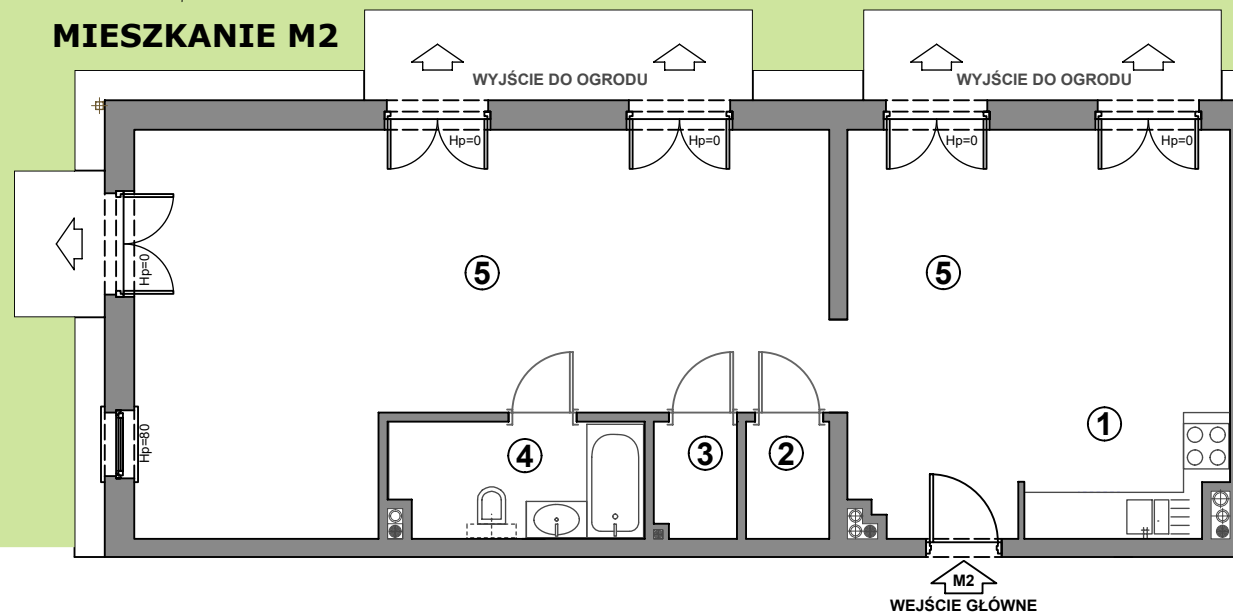 MIESZKANIE M2
WYJŚCIE DO OGRODU
WYJŚCIE DO OGRODU
Hp=0
Hp=0
Hp=0
Hp=0
Hp=0
5
5
Hp=80
1
4
3
2
M2
WEJŚCIE GŁÓWNE